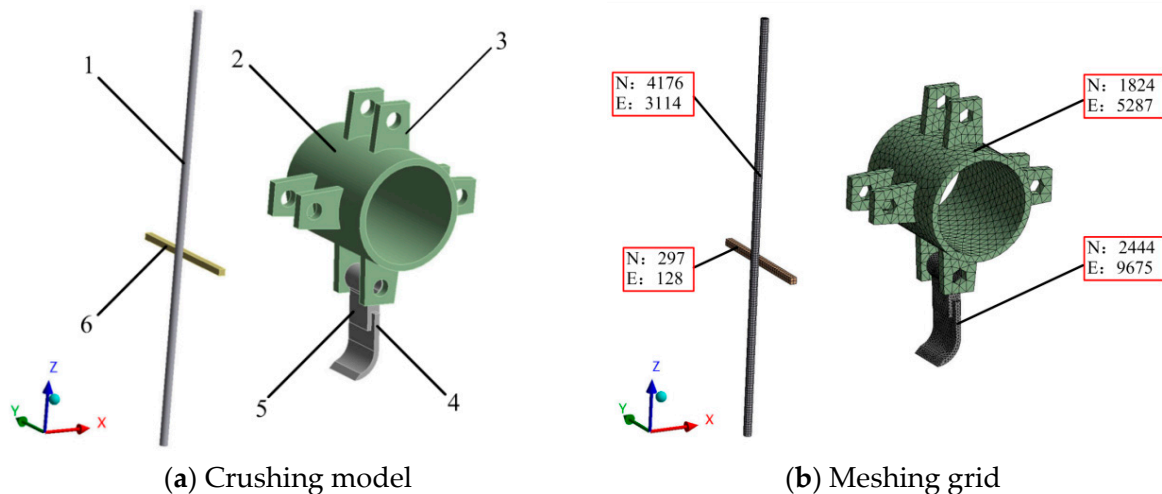 1
2
3
4
5
6
Z
Y
X
(a) Crushing model
N: 4176
E: 3114
N: 1824
E: 5287
N: 297
E: 128
N: 2444
E: 9675
Z
Y
X
(b) Meshing grid